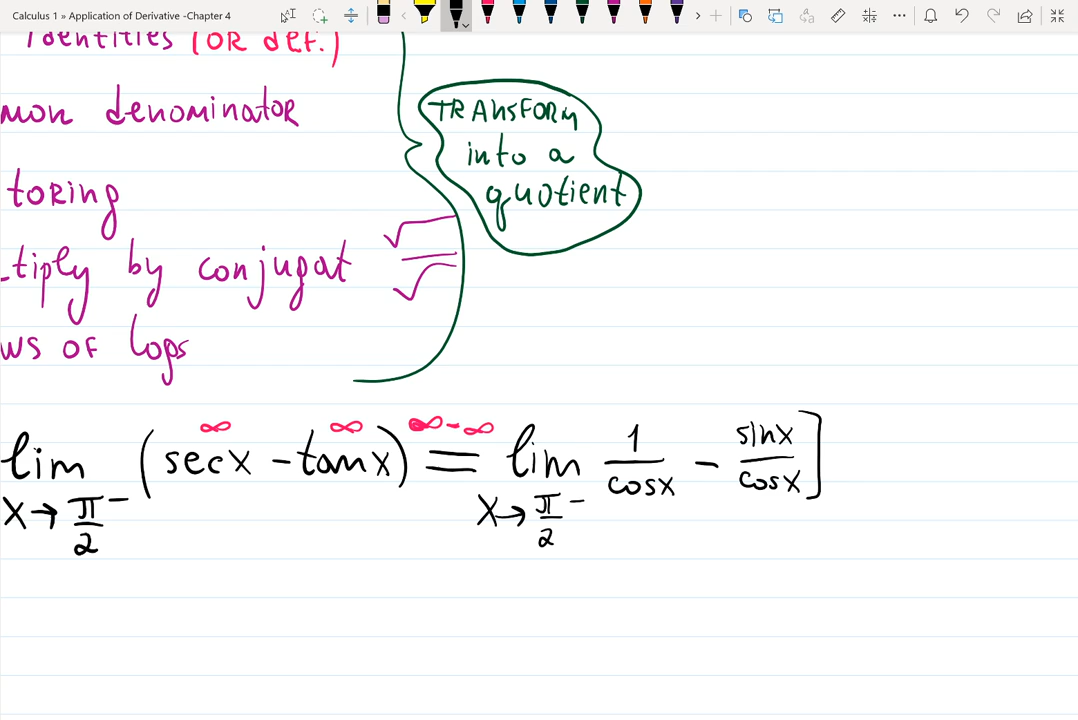 Calculus 1 » Application of Derivative -Chapter 4
Identities (OR def.)
mon denominator
toring
tiply by conjugat
ws of logs
TRANSFORM
into a
quotient
√
√
∞ ∞ ∞-∞
lim (secx - tanx) = lim 1/cosx - sinx/cosx]
x→π/2⁻ x→π/2⁻